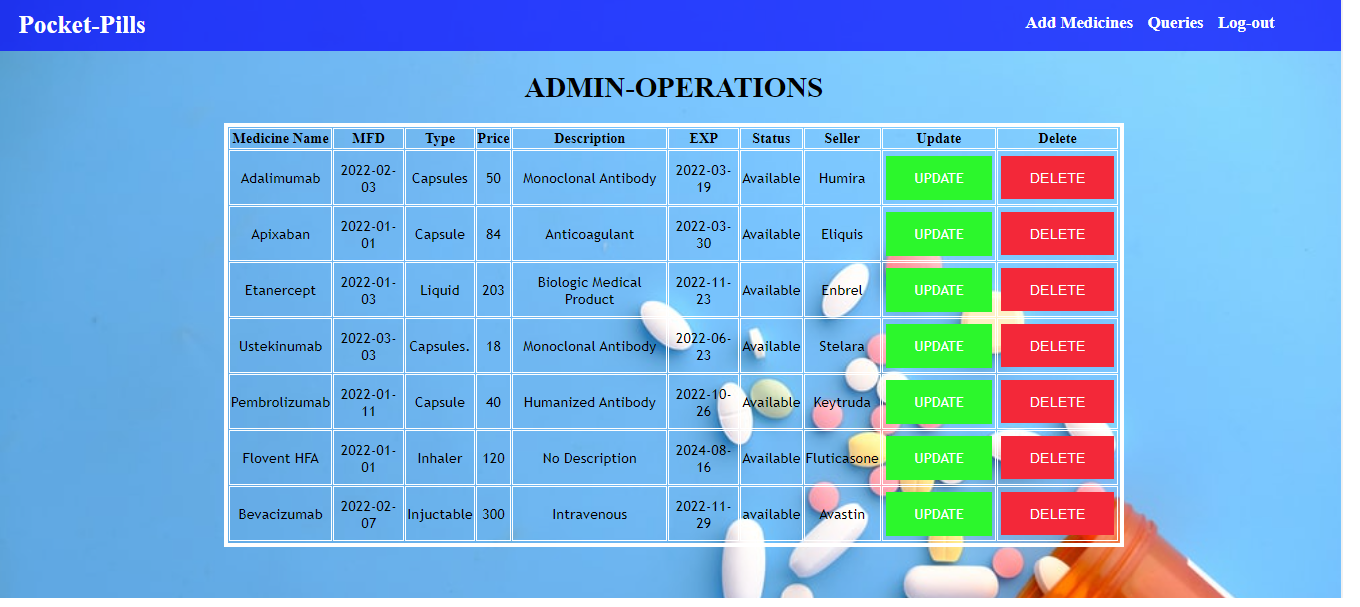 Pocket-Pills Add Medicines Queries Log-out
ADMIN-OPERATIONS
Medicine Name MFD Type Price Description EXP Status Seller Update Delete
Adalimumab 2022-02-03 Capsules 50 Monoclonal Antibody 2022-03-19 Available Humira UPDATE DELETE
Apixaban 2022-01-01 Capsule 84 Anticoagulant 2022-03-30 Available Eliquis UPDATE DELETE
Etanercept 2022-01-03 Liquid 203 Biologic Medical Product 2022-11-23 Available Enbrel UPDATE DELETE
Ustekinumab 2022-03-03 Capsules. 18 Monoclonal Antibody 2022-06-23 Available Stelara UPDATE DELETE
Pembrolizumab 2022-01-11 Capsule 40 Humanized Antibody 2022-10-26 Available Keytruda UPDATE DELETE
Flovent HFA 2022-01-01 Inhaler 120 No Description 2024-08-16 Available Fluticasone UPDATE DELETE
Bevacizumab 2022-02-07 Injuctable 300 Intravenous 2022-11-29 available Avastin UPDATE DELETE